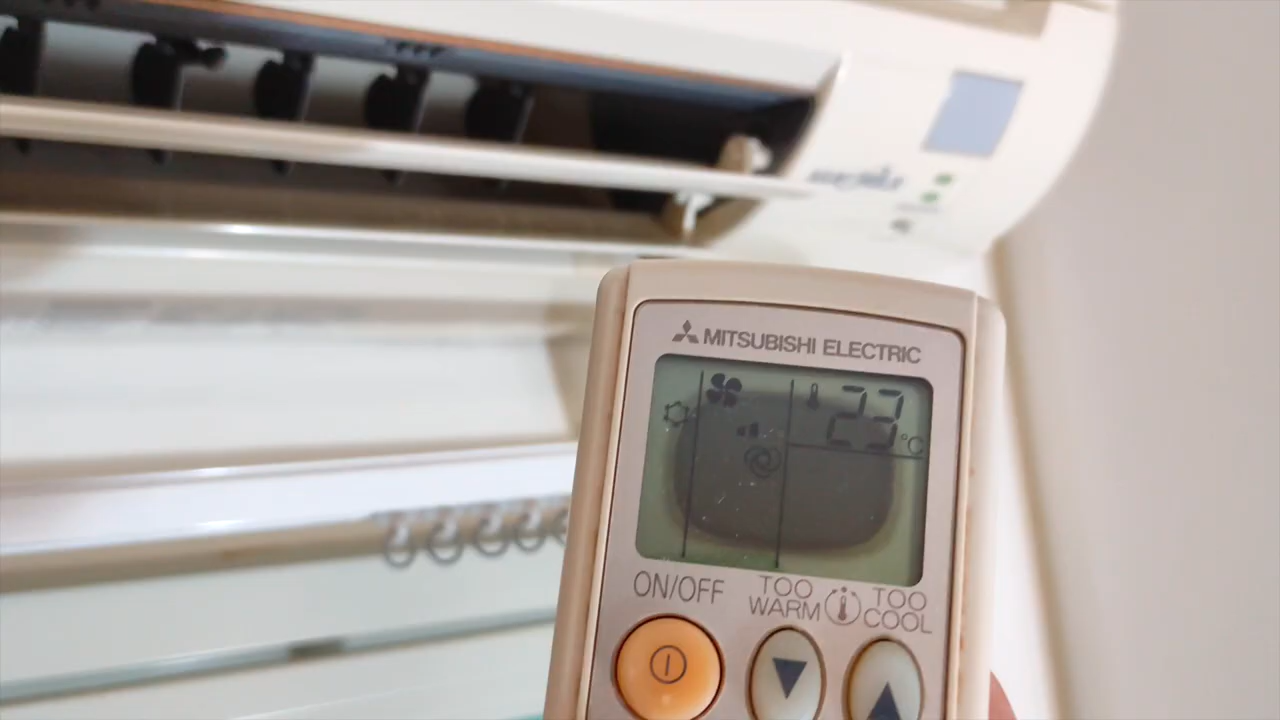 MITSUBISHI ELECTRIC
23°C
ON/OFF
TOO WARM
TOO COOL